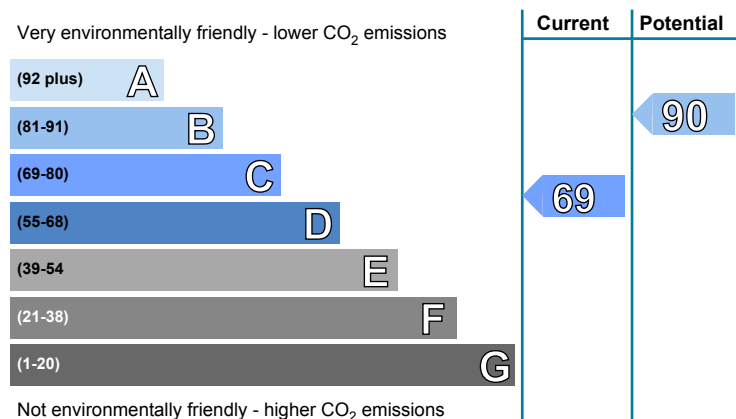 Current Potential
Very environmentally friendly - lower CO₂ emissions
(92 plus) A
(81-91) B
90
(69-80) C
69
(55-68) D
(39-54 E
(21-38) F
(1-20) G
Not environmentally friendly - higher CO₂ emissions